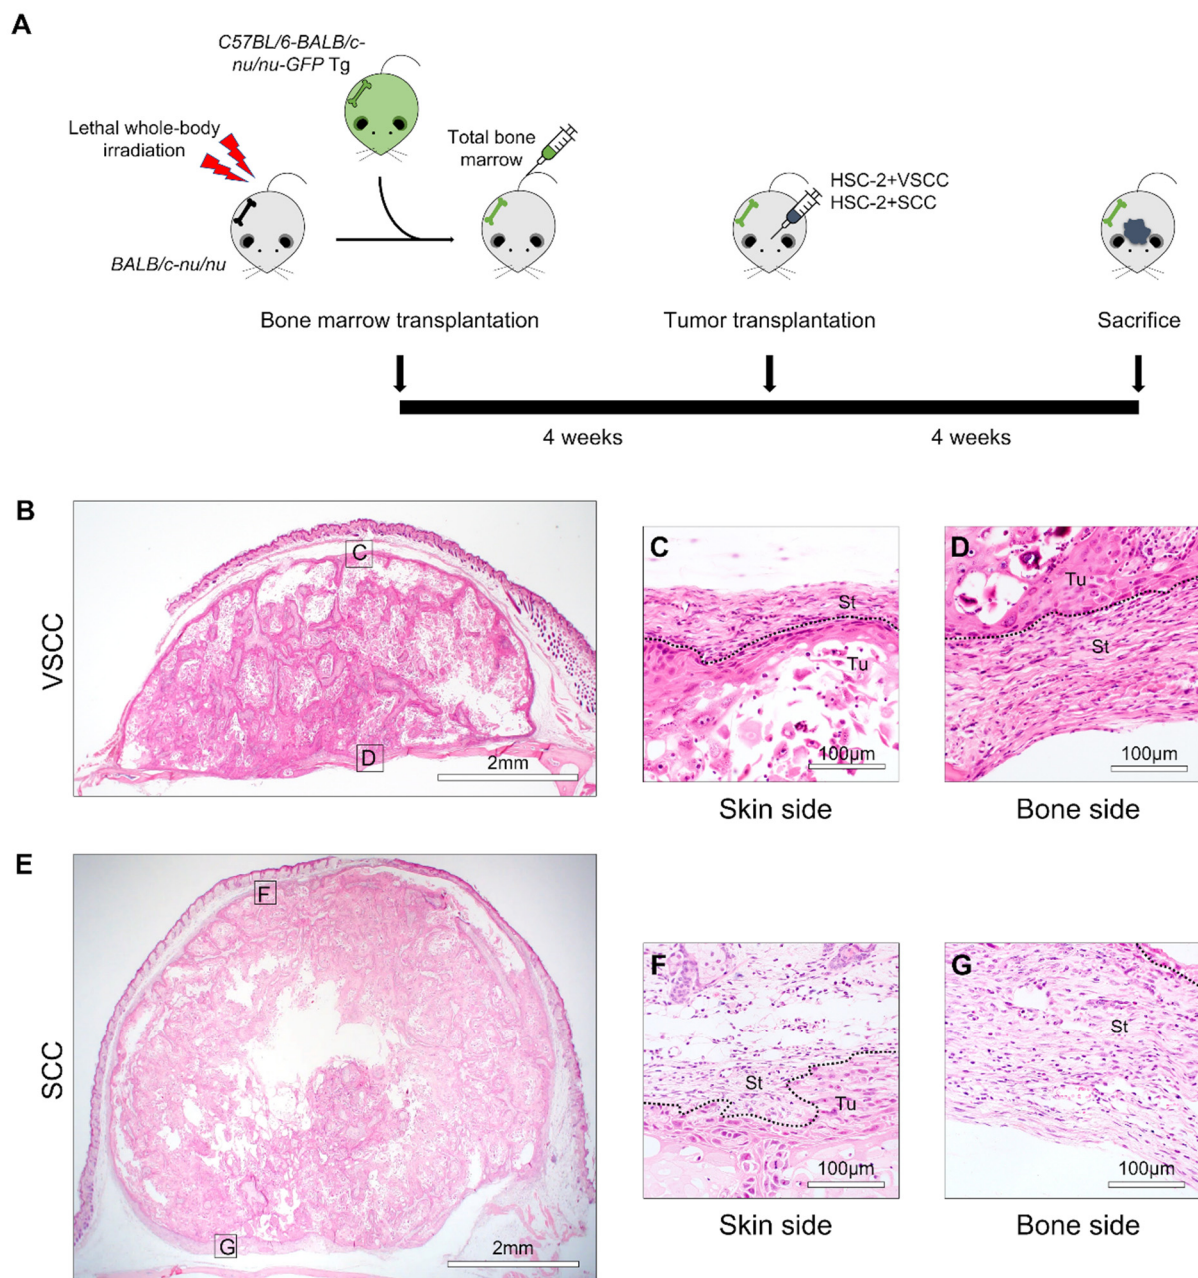 A
C57BL/6-BALB/c-
nu/nu-GFP Tg
Lethal whole-body
irradiation
Total bone
marrow
HSC-2+VSCC
HSC-2+SCC
BALB/c-nu/nu
Bone marrow transplantation
Tumor transplantation
Sacrifice
4 weeks
4 weeks
B
VSCC
C
D
2mm
C
St
Tu
100μm
Skin side
D
Tu
St
100μm
Bone side
E
SCC
F
G
2mm
F
St
Tu
100μm
Skin side
G
St
100μm
Bone side